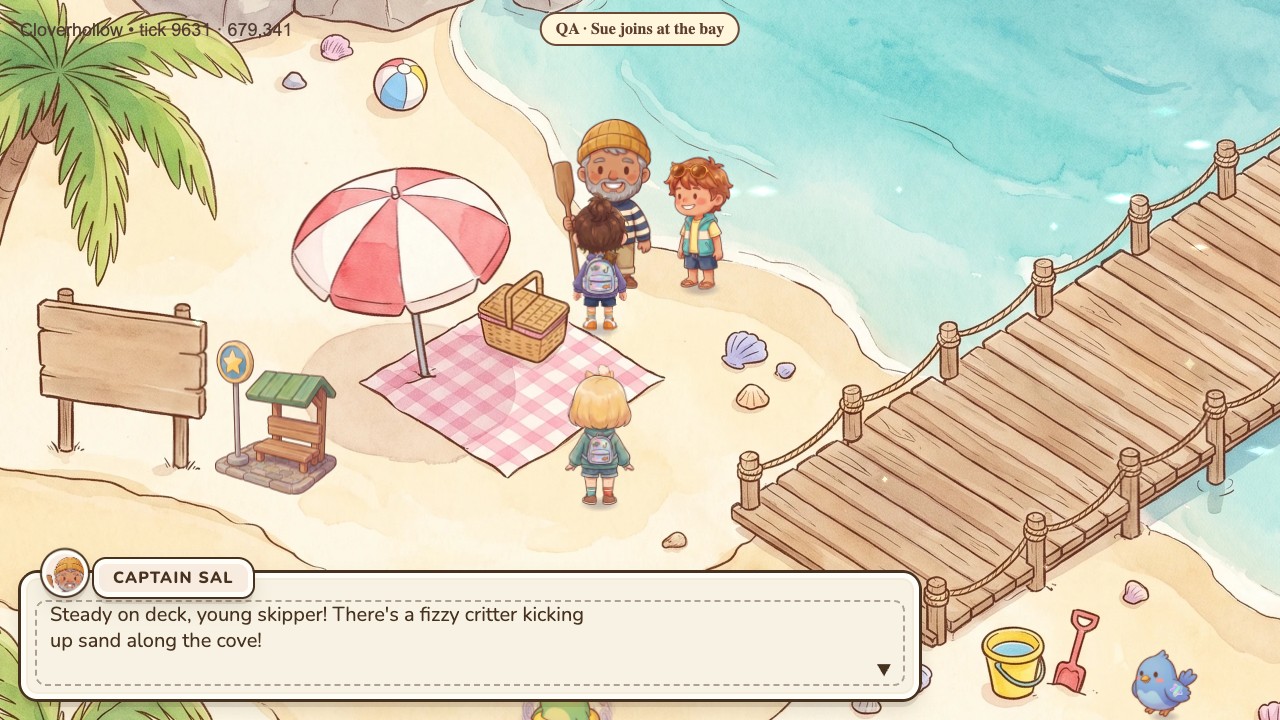 Cloverhollow • tick 9631 · 679,341
QA · Sue joins at the bay
CAPTAIN SAL
Steady on deck, young skipper! There's a fizzy critter kicking
up sand along the cove!